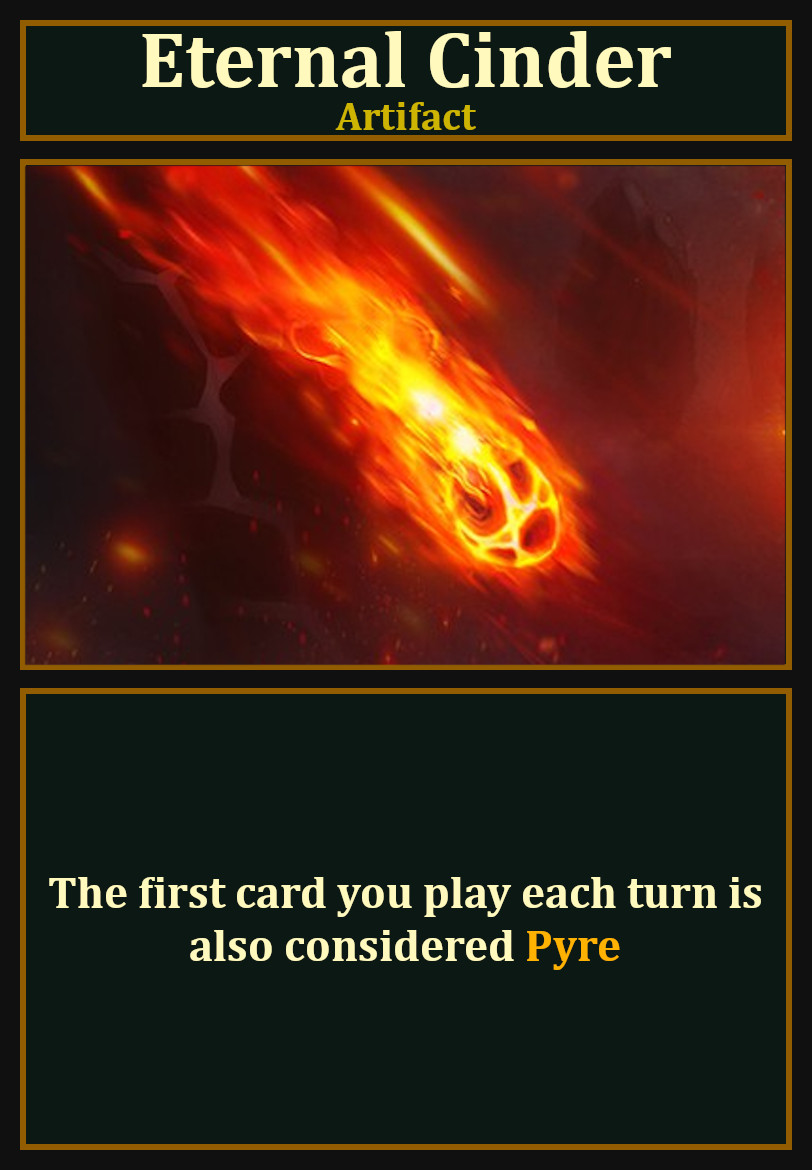 Eternal Cinder
Artifact
The first card you play each turn is
also considered Pyre